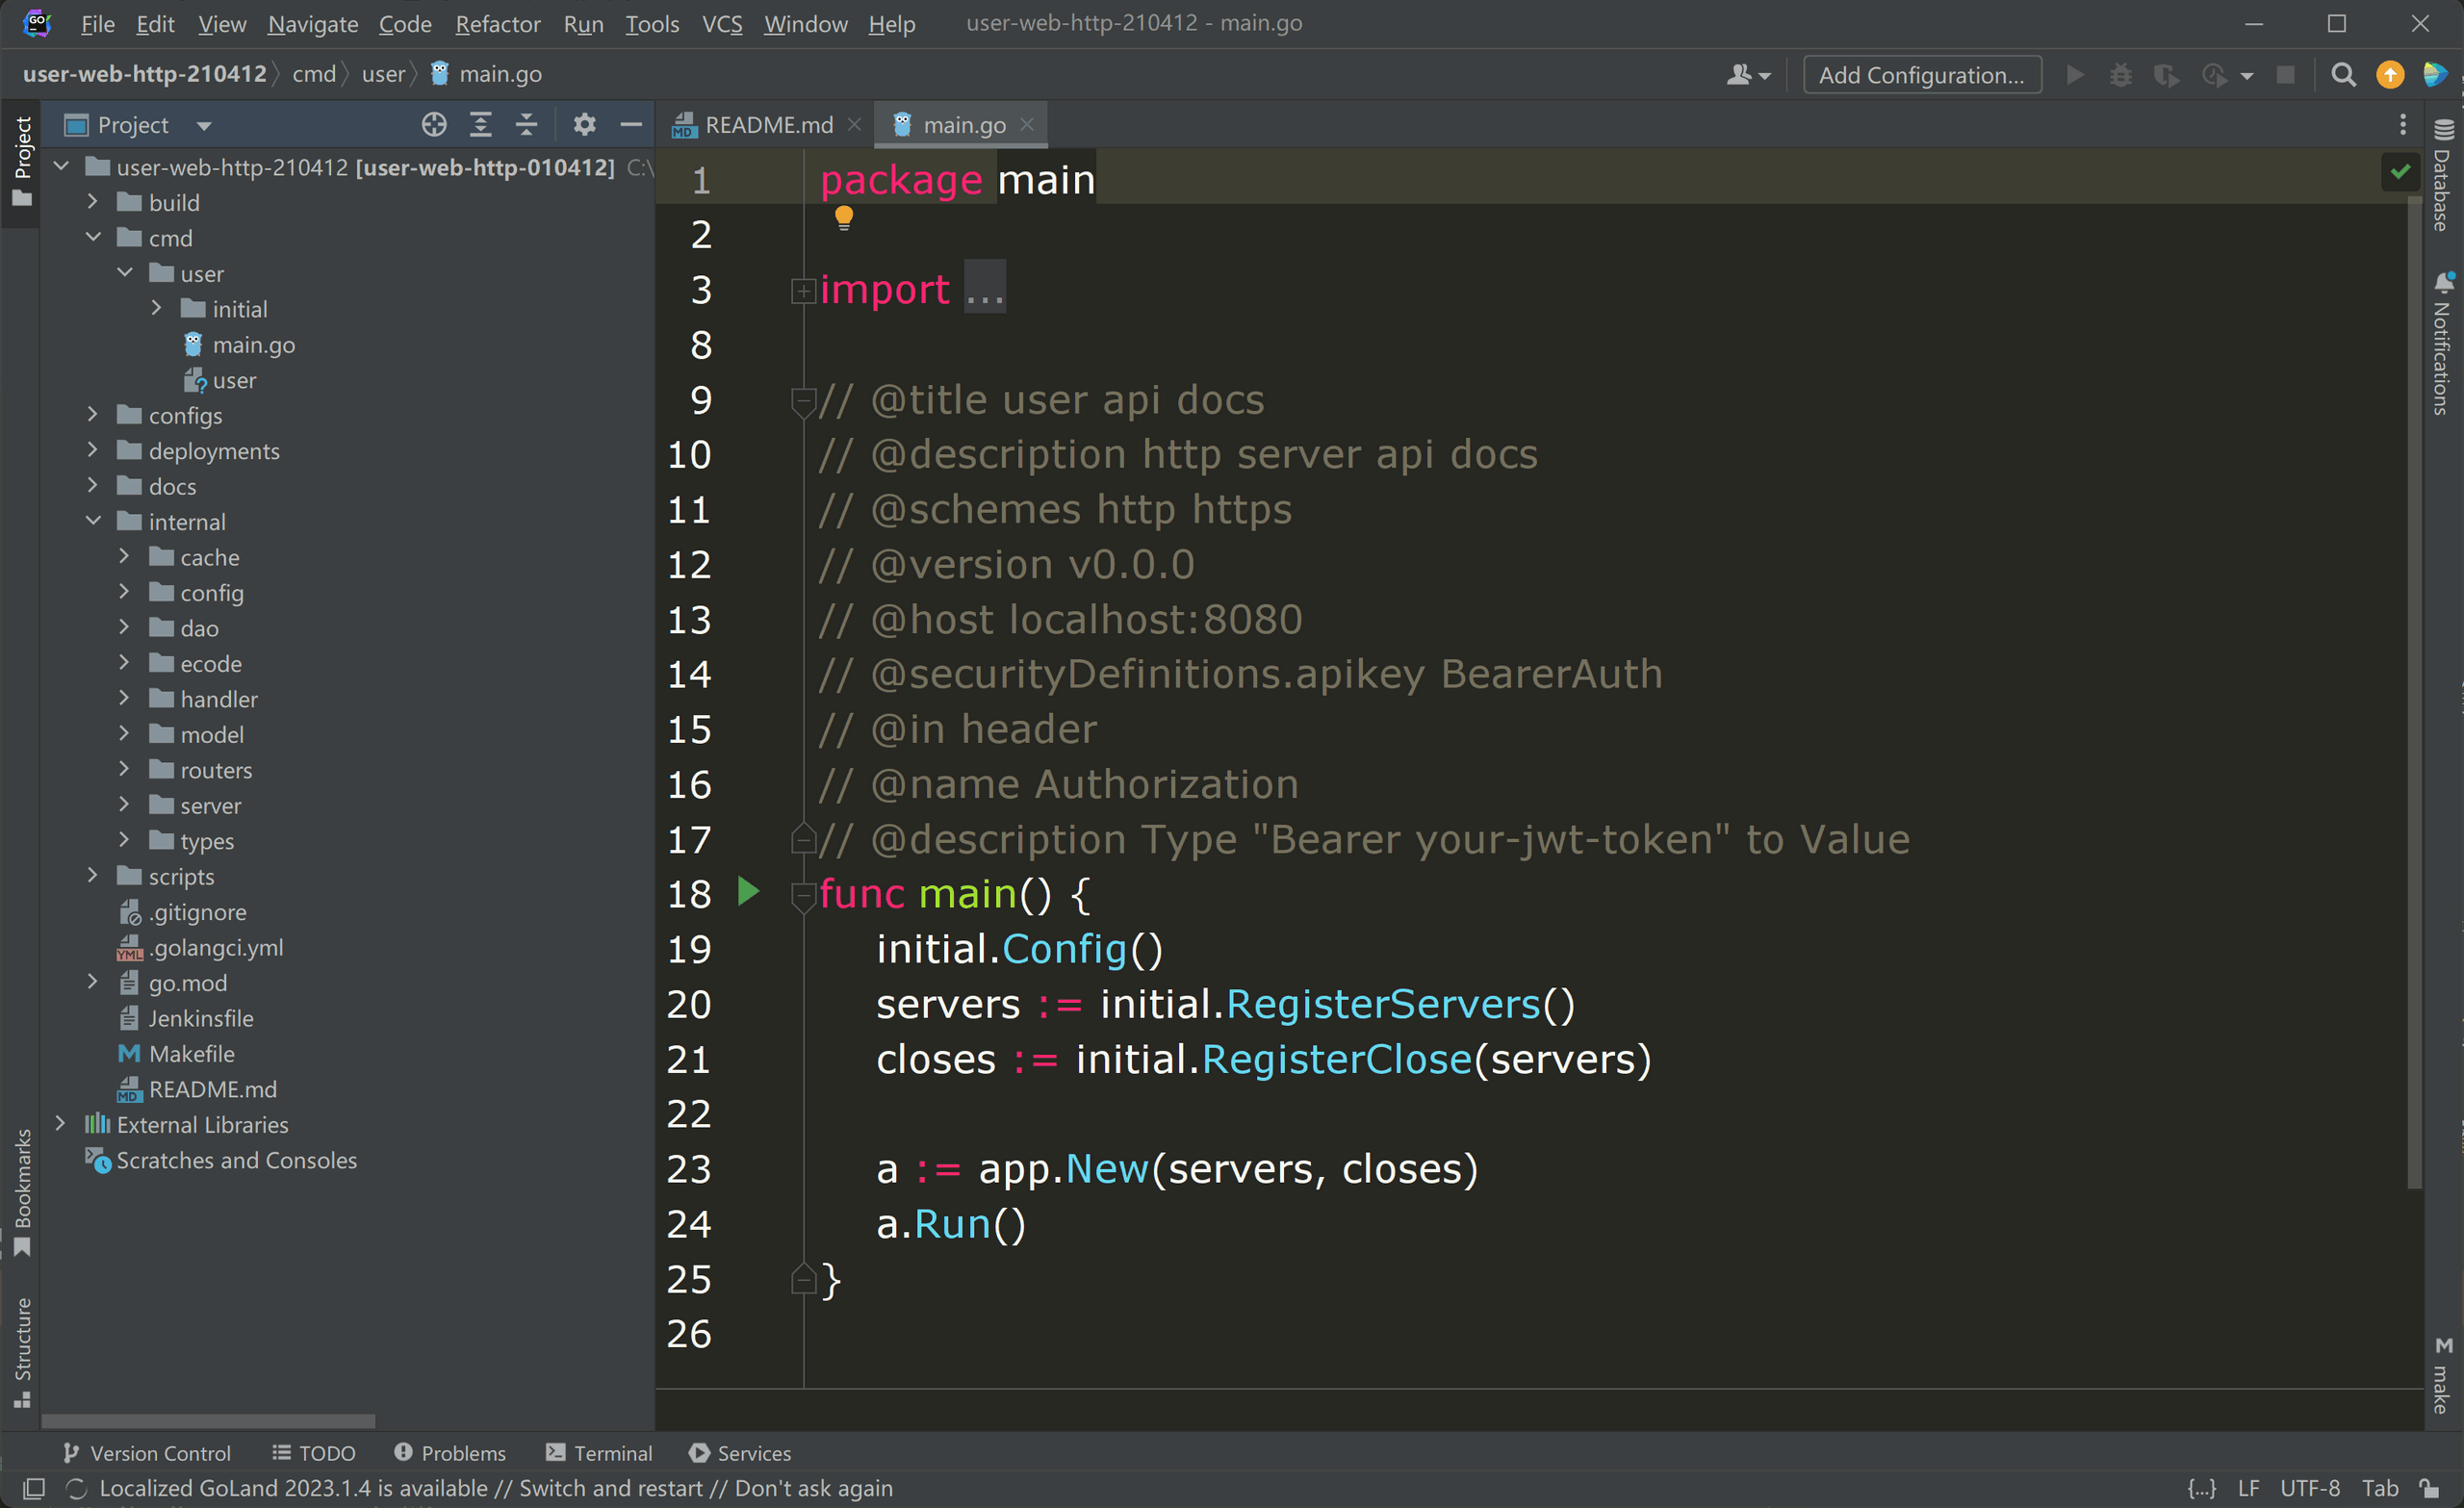 File Edit View Navigate Code Refactor Run Tools VCS Window Help user-web-http-210412 - main.go
user-web-http-210412 cmd user main.go Add Configuration...
Project
Project
README.md main.go
user-web-http-210412 [user-web-http-010412] C:\
build
cmd
user
initial
main.go
user
configs
deployments
docs
internal
cache
config
dao
ecode
handler
model
routers
server
types
scripts
.gitignore
.golangci.yml
go.mod
Jenkinsfile
Makefile
README.md
External Libraries
Scratches and Consoles
Bookmarks
Structure
1 package main
2
3 import ...
8
9 // @title user api docs
10 // @description http server api docs
11 // @schemes http https
12 // @version v0.0.0
13 // @host localhost:8080
14 // @securityDefinitions.apikey BearerAuth
15 // @in header
16 // @name Authorization
17 // @description Type "Bearer your-jwt-token" to Value
18 func main() {
19 initial.Config()
20 servers := initial.RegisterServers()
21 closes := initial.RegisterClose(servers)
22
23 a := app.New(servers, closes)
24 a.Run()
25 }
26
Database
Notifications
make
Version Control TODO Problems Terminal Services
Localized GoLand 2023.1.4 is available // Switch and restart // Don't ask again {...} LF UTF-8 Tab